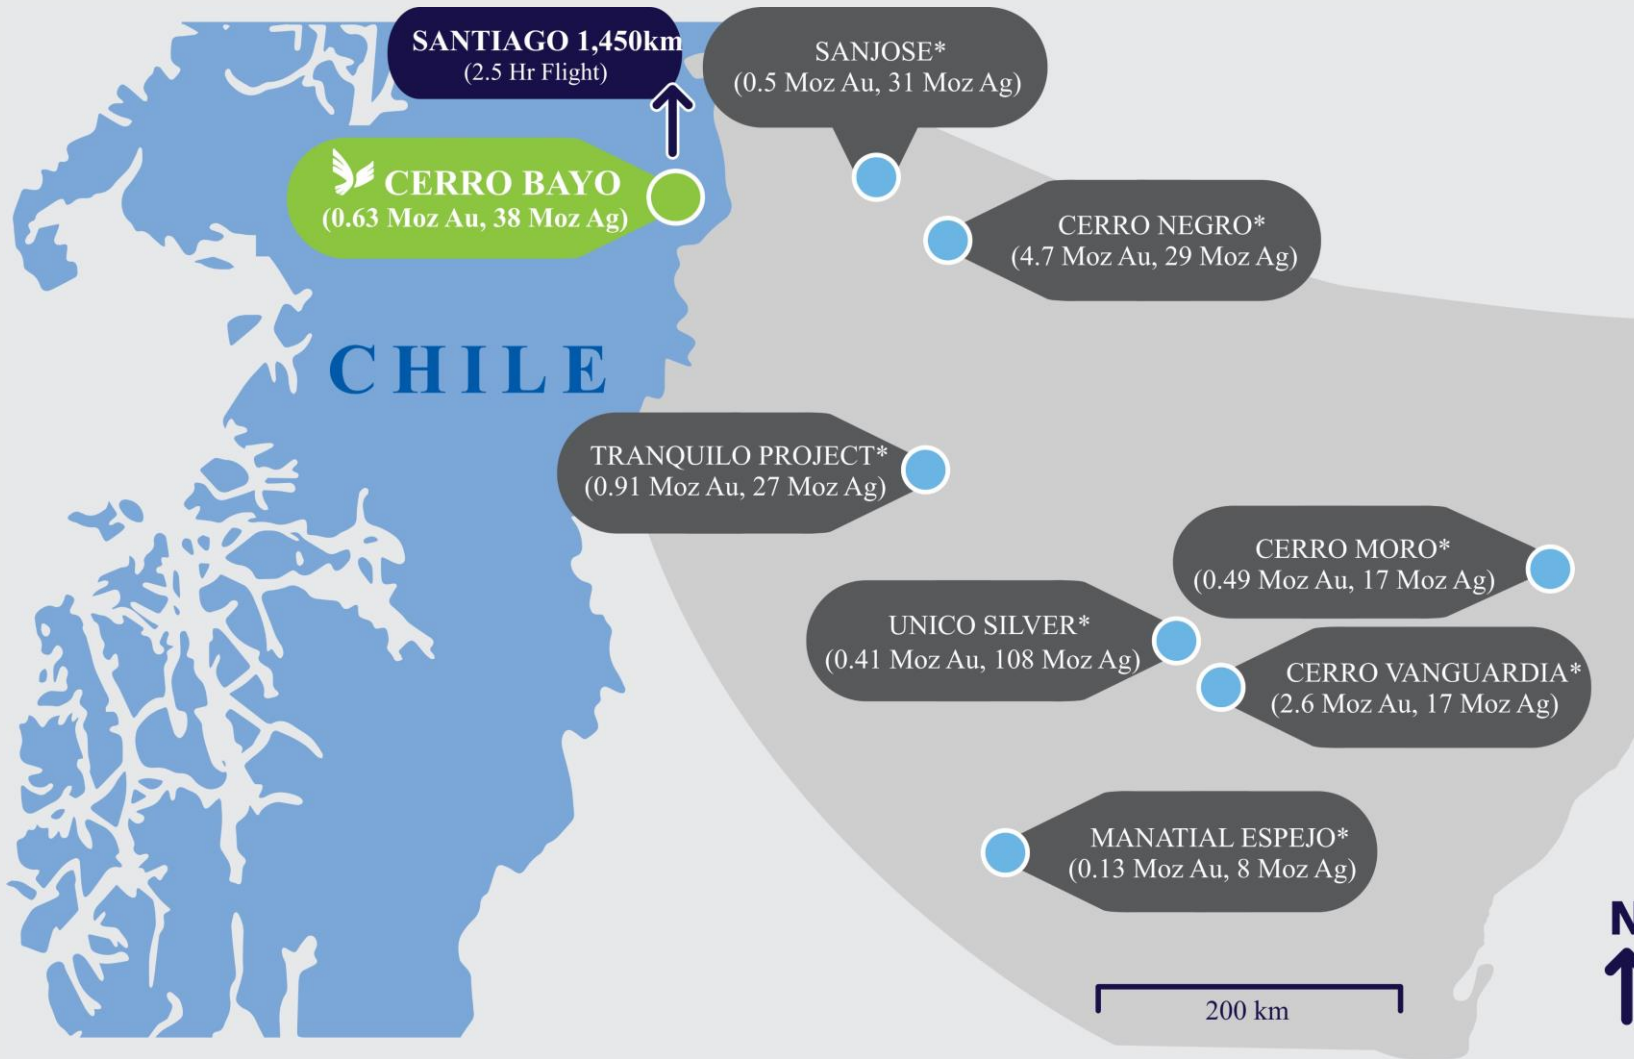 SANTIAGO 1,450km
(2.5 Hr Flight)
SANJOSE*
(0.5 Moz Au, 31 Moz Ag)
CERRO BAYO
(0.63 Moz Au, 38 Moz Ag)
CERRO NEGRO*
(4.7 Moz Au, 29 Moz Ag)
CHILE
TRANQUILO PROJECT*
(0.91 Moz Au, 27 Moz Ag)
CERRO MORO*
(0.49 Moz Au, 17 Moz Ag)
UNICO SILVER*
(0.41 Moz Au, 108 Moz Ag)
CERRO VANGUARDIA*
(2.6 Moz Au, 17 Moz Ag)
MANATIAL ESPEJO*
(0.13 Moz Au, 8 Moz Ag)
N
200 km